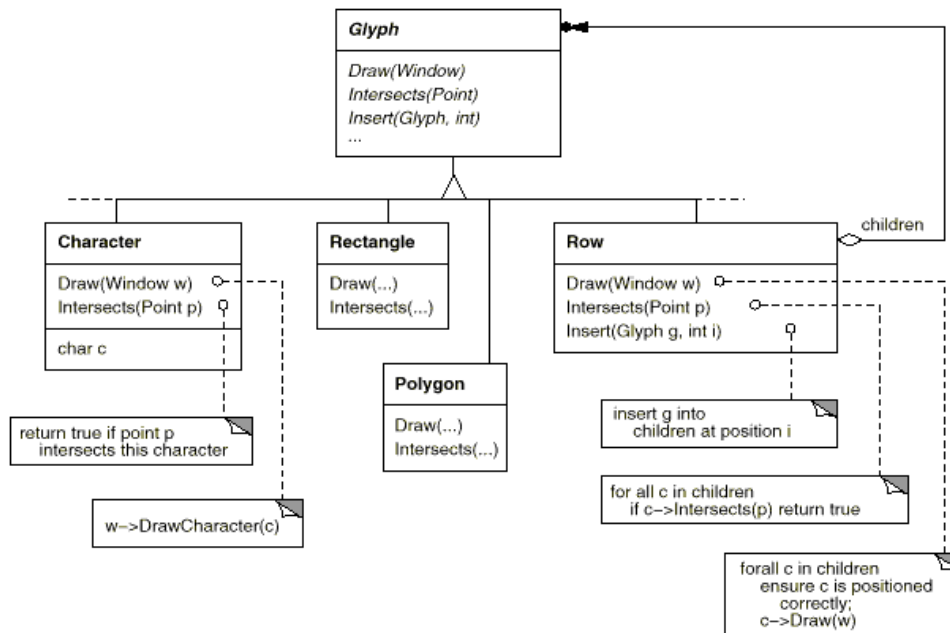 Glyph
Draw(Window)
Intersects(Point)
Insert(Glyph, int)
...
children
Character
Draw(Window w)
Intersects(Point p)
char c
Rectangle
Draw(...)
Intersects(...)
Row
Draw(Window w)
Intersects(Point p)
Insert(Glyph g, int i)
Polygon
Draw(...)
Intersects(...)
return true if point p
intersects this character
w->DrawCharacter(c)
insert g into
children at position i
for all c in children
if c->Intersects(p) return true
forall c in children
ensure c is positioned
correctly;
c->Draw(w)